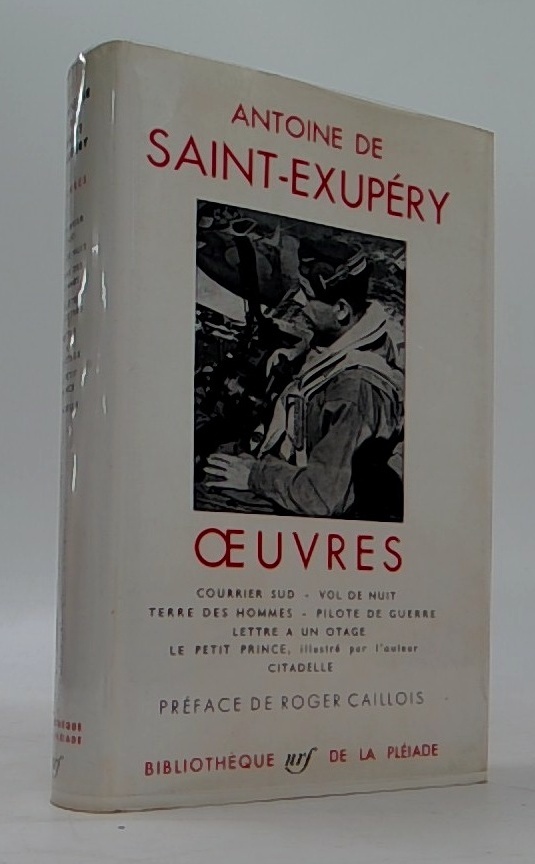 ANTOINE DE
SAINT-EXUPÉRY
ŒUVRES
COURRIER SUD - VOL DE NUIT
TERRE DES HOMMES - PILOTE DE GUERRE
LETTRE A UN OTAGE
LE PETIT PRINCE, illustré par l'auteur
CITADELLE
PRÉFACE DE ROGER CAILLOIS
BIBLIOTHÈQUE nrf DE LA PLÉIADE